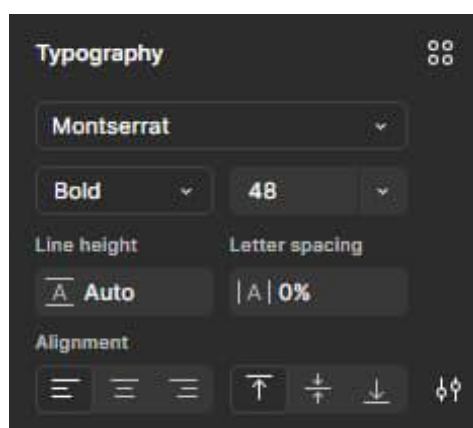 Typography
Montserrat
Bold 48
Line height Letter spacing
A Auto |A| 0%
Alignment